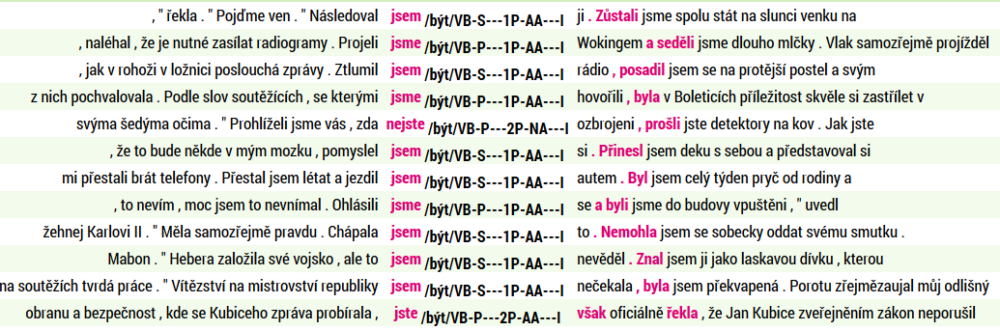 , " řekla . " Pojďme ven . " Následoval jsem /být/VB-S---1P-AA---I ji . Zůstali jsme spolu stát na slunci venku na
, naléhal , že je nutné zasílat radiogramy . Projeli jsme /být/VB-P---1P-AA---I Wokingem a seděli jsme dlouho mlčky . Vlak samozřejmě projížděl
, jak v rohoži v ložnici poslouchá zprávy . Ztlumil jsem /být/VB-S---1P-AA---I rádio , posadil jsem se na protější postel a svým
z nich pochvalovala . Podle slov soutěžících , se kterými jsme /být/VB-P---1P-AA---I hovořili , byla v Boleticích příležitost skvěle si zastřílet v
svýma šedýma očima . " Prohlíželi jsme vás , zda nejste /být/VB-P---2P-NA---I ozbrojeni , prošli jste detektory na kov . Jak jste
, že to bude někde v mým mozku , pomyslel jsem /být/VB-S---1P-AA---I si . Přinesl jsem deku s sebou a představoval si
mi přestali brát telefony . Přestal jsem létat a jezdil jsem /být/VB-S---1P-AA---I autem . Byl jsem celý týden pryč od rodiny a
, to nevím , moc jsem to nevnímal . Ohlásili jsme /být/VB-P---1P-AA---I se a byli jsme do budovy vpuštěni , " uvedl
žehnej Karlovi II . " Měla samozřejmě pravdu . Chápala jsem /být/VB-S---1P-AA---I to . Nemohla jsem se sobecky oddat svému smutku .
Mabon . " Hebera založila své vojsko , ale to jsem /být/VB-S---1P-AA---I nevěděl . Znal jsem ji jako laskavou dívku , kterou
na soutěžích tvrdá práce . " Vítězství na mistrovství republiky jsem /být/VB-S---1P-AA---I nečekala , byla jsem překvapená . Porotu zřejmězaujal můj odlišný
obranu a bezpečnost , kde se Kubiceho zpráva probírala , jste /být/VB-P---2P-AA---I však oficiálně řekla , že Jan Kubice zveřejněním zákon neporušil